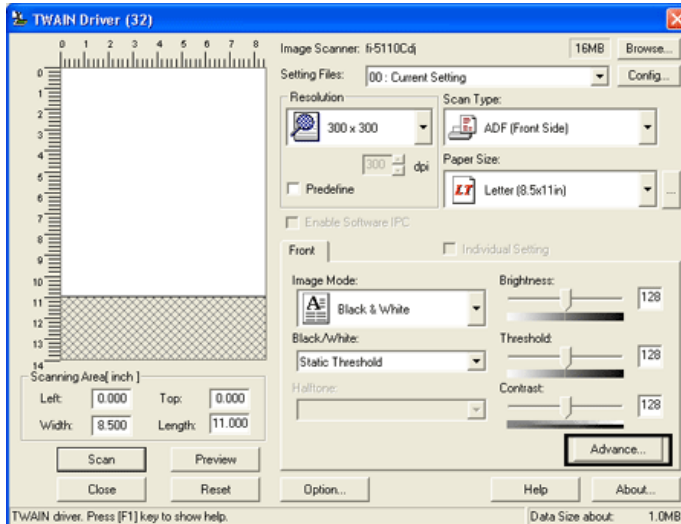 TWAIN Driver (32)
0 1 2 3 4 5 6 7 8
0
1
2
3
4
5
6
7
8
9
10
11
12
13
14
Image Scanner: fi-5110Cdj
16MB
Browse...
Setting Files:
00 : Current Setting
Config...
Resolution
300 x 300
300
dpi
Predefine
Scan Type:
ADF (Front Side)
Paper Size:
LT
Letter (8.5x11in)
...
Enable Software IPC
Front
Individual Setting
Image Mode:
A
Black & White
Black/White:
Static Threshold
Halftone:
Brightness:
128
Threshold:
128
Contrast:
128
Advance...
Scanning Area[ inch ]
Left: 0.000 Top: 0.000
Width: 8.500 Length: 11.000
Scan
Preview
Close
Reset
Option...
Help
About...
TWAIN driver. Press [F1] key to show help.
Data Size about: 1.0MB